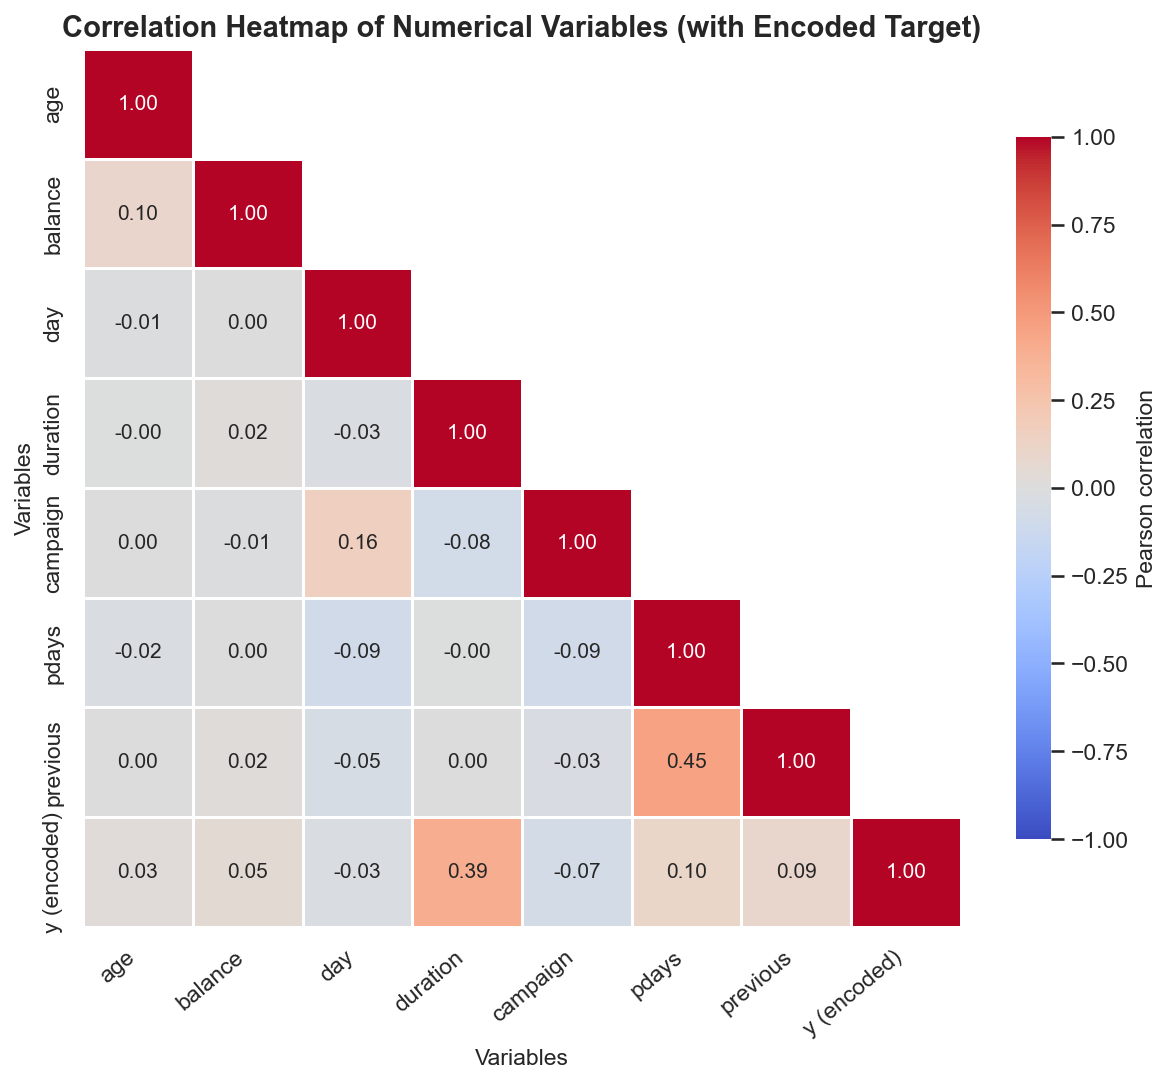 Correlation Heatmap of Numerical Variables (with Encoded Target)
age
1.00
balance
0.10 1.00
day
-0.01 0.00 1.00
duration
-0.00 0.02 -0.03 1.00
campaign
0.00 -0.01 0.16 -0.08 1.00
pdays
-0.02 0.00 -0.09 -0.00 -0.09 1.00
previous
0.00 0.02 -0.05 0.00 -0.03 0.45 1.00
y (encoded)
0.03 0.05 -0.03 0.39 -0.07 0.10 0.09 1.00
Variables
age balance day duration campaign pdays previous y (encoded)
Variables
1.00
0.75
0.50
0.25
0.00
−0.25
−0.50
−0.75
−1.00
Pearson correlation